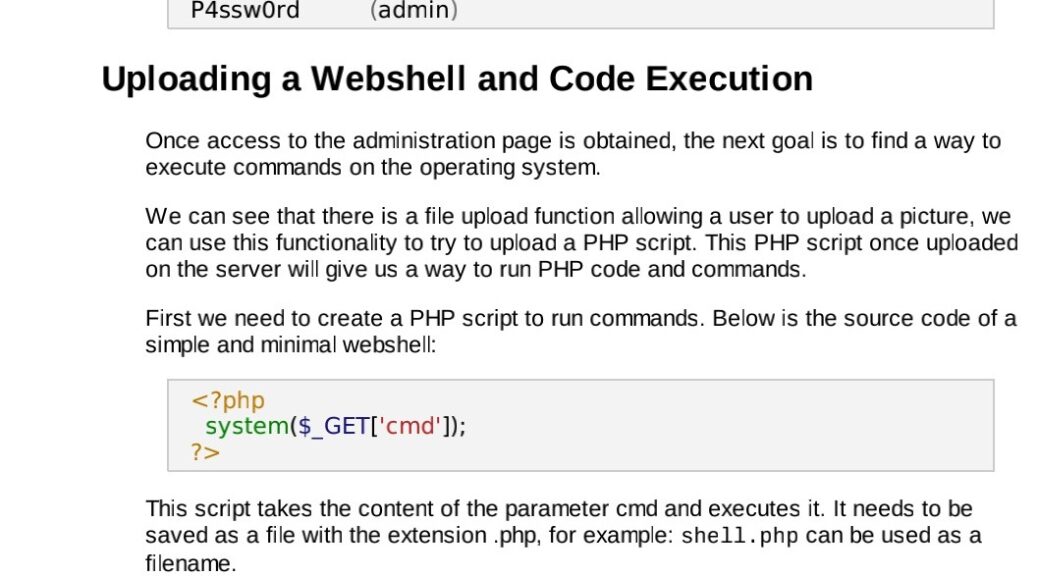 P4ssw0rd (admin)
Uploading a Webshell and Code Execution
Once access to the administration page is obtained, the next goal is to find a way to
execute commands on the operating system.
We can see that there is a file upload function allowing a user to upload a picture, we
can use this functionality to try to upload a PHP script. This PHP script once uploaded
on the server will give us a way to run PHP code and commands.
First we need to create a PHP script to run commands. Below is the source code of a
simple and minimal webshell:
<?php
system($_GET['cmd']);
?>
This script takes the content of the parameter cmd and executes it. It needs to be
saved as a file with the extension .php, for example: shell.php can be used as a
filename.